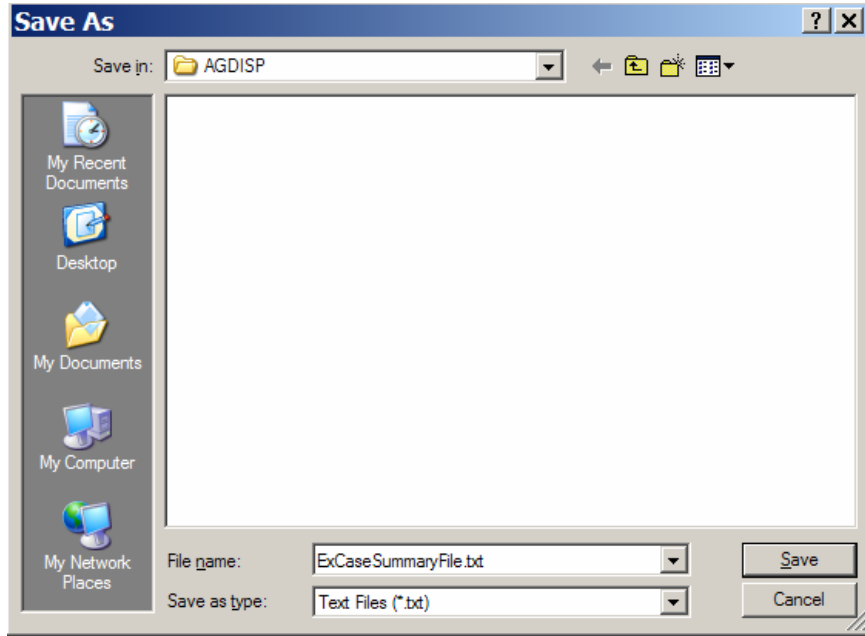 Save As
Save in: AGDISP
My Recent
Documents
Desktop
My Documents
My Computer
My Network
Places
File name: ExCaseSummaryFile.txt
Save
Save as type: Text Files (*.txt)
Cancel